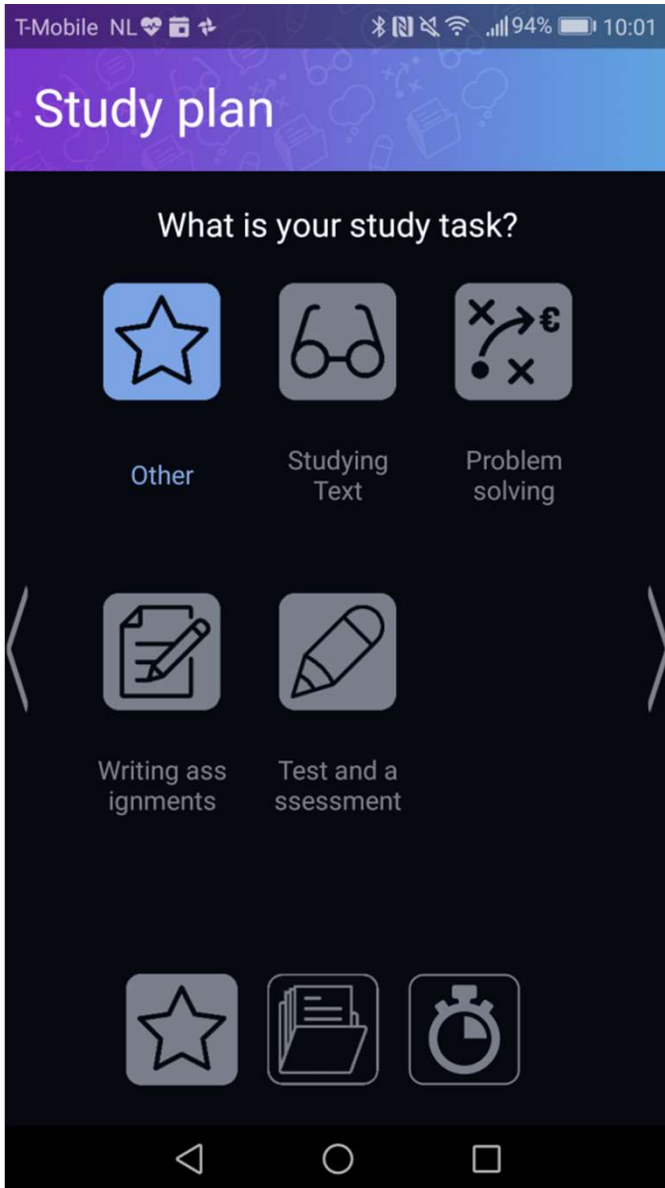 T-Mobile NL 94% 10:01
Study plan
What is your study task?
Other
Studying
Text
Problem
solving
€
Writing ass
ignments
Test and a
ssessment